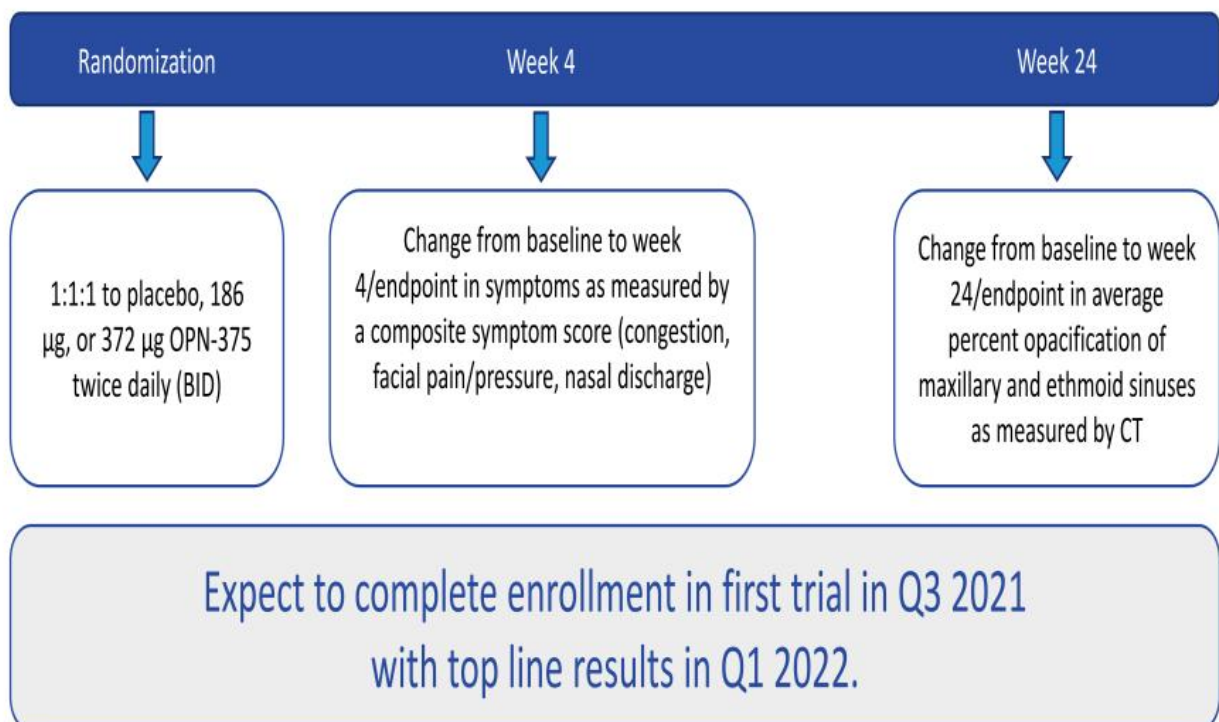 Randomization
Week 4
Week 24
1:1:1 to placebo, 186
µg, or 372 µg OPN-375
twice daily (BID)
Change from baseline to week
4/endpoint in symptoms as measured by
a composite symptom score (congestion,
facial pain/pressure, nasal discharge)
Change from baseline to week
24/endpoint in average
percent opacification of
maxillary and ethmoid sinuses
as measured by CT
Expect to complete enrollment in first trial in Q3 2021
with top line results in Q1 2022.